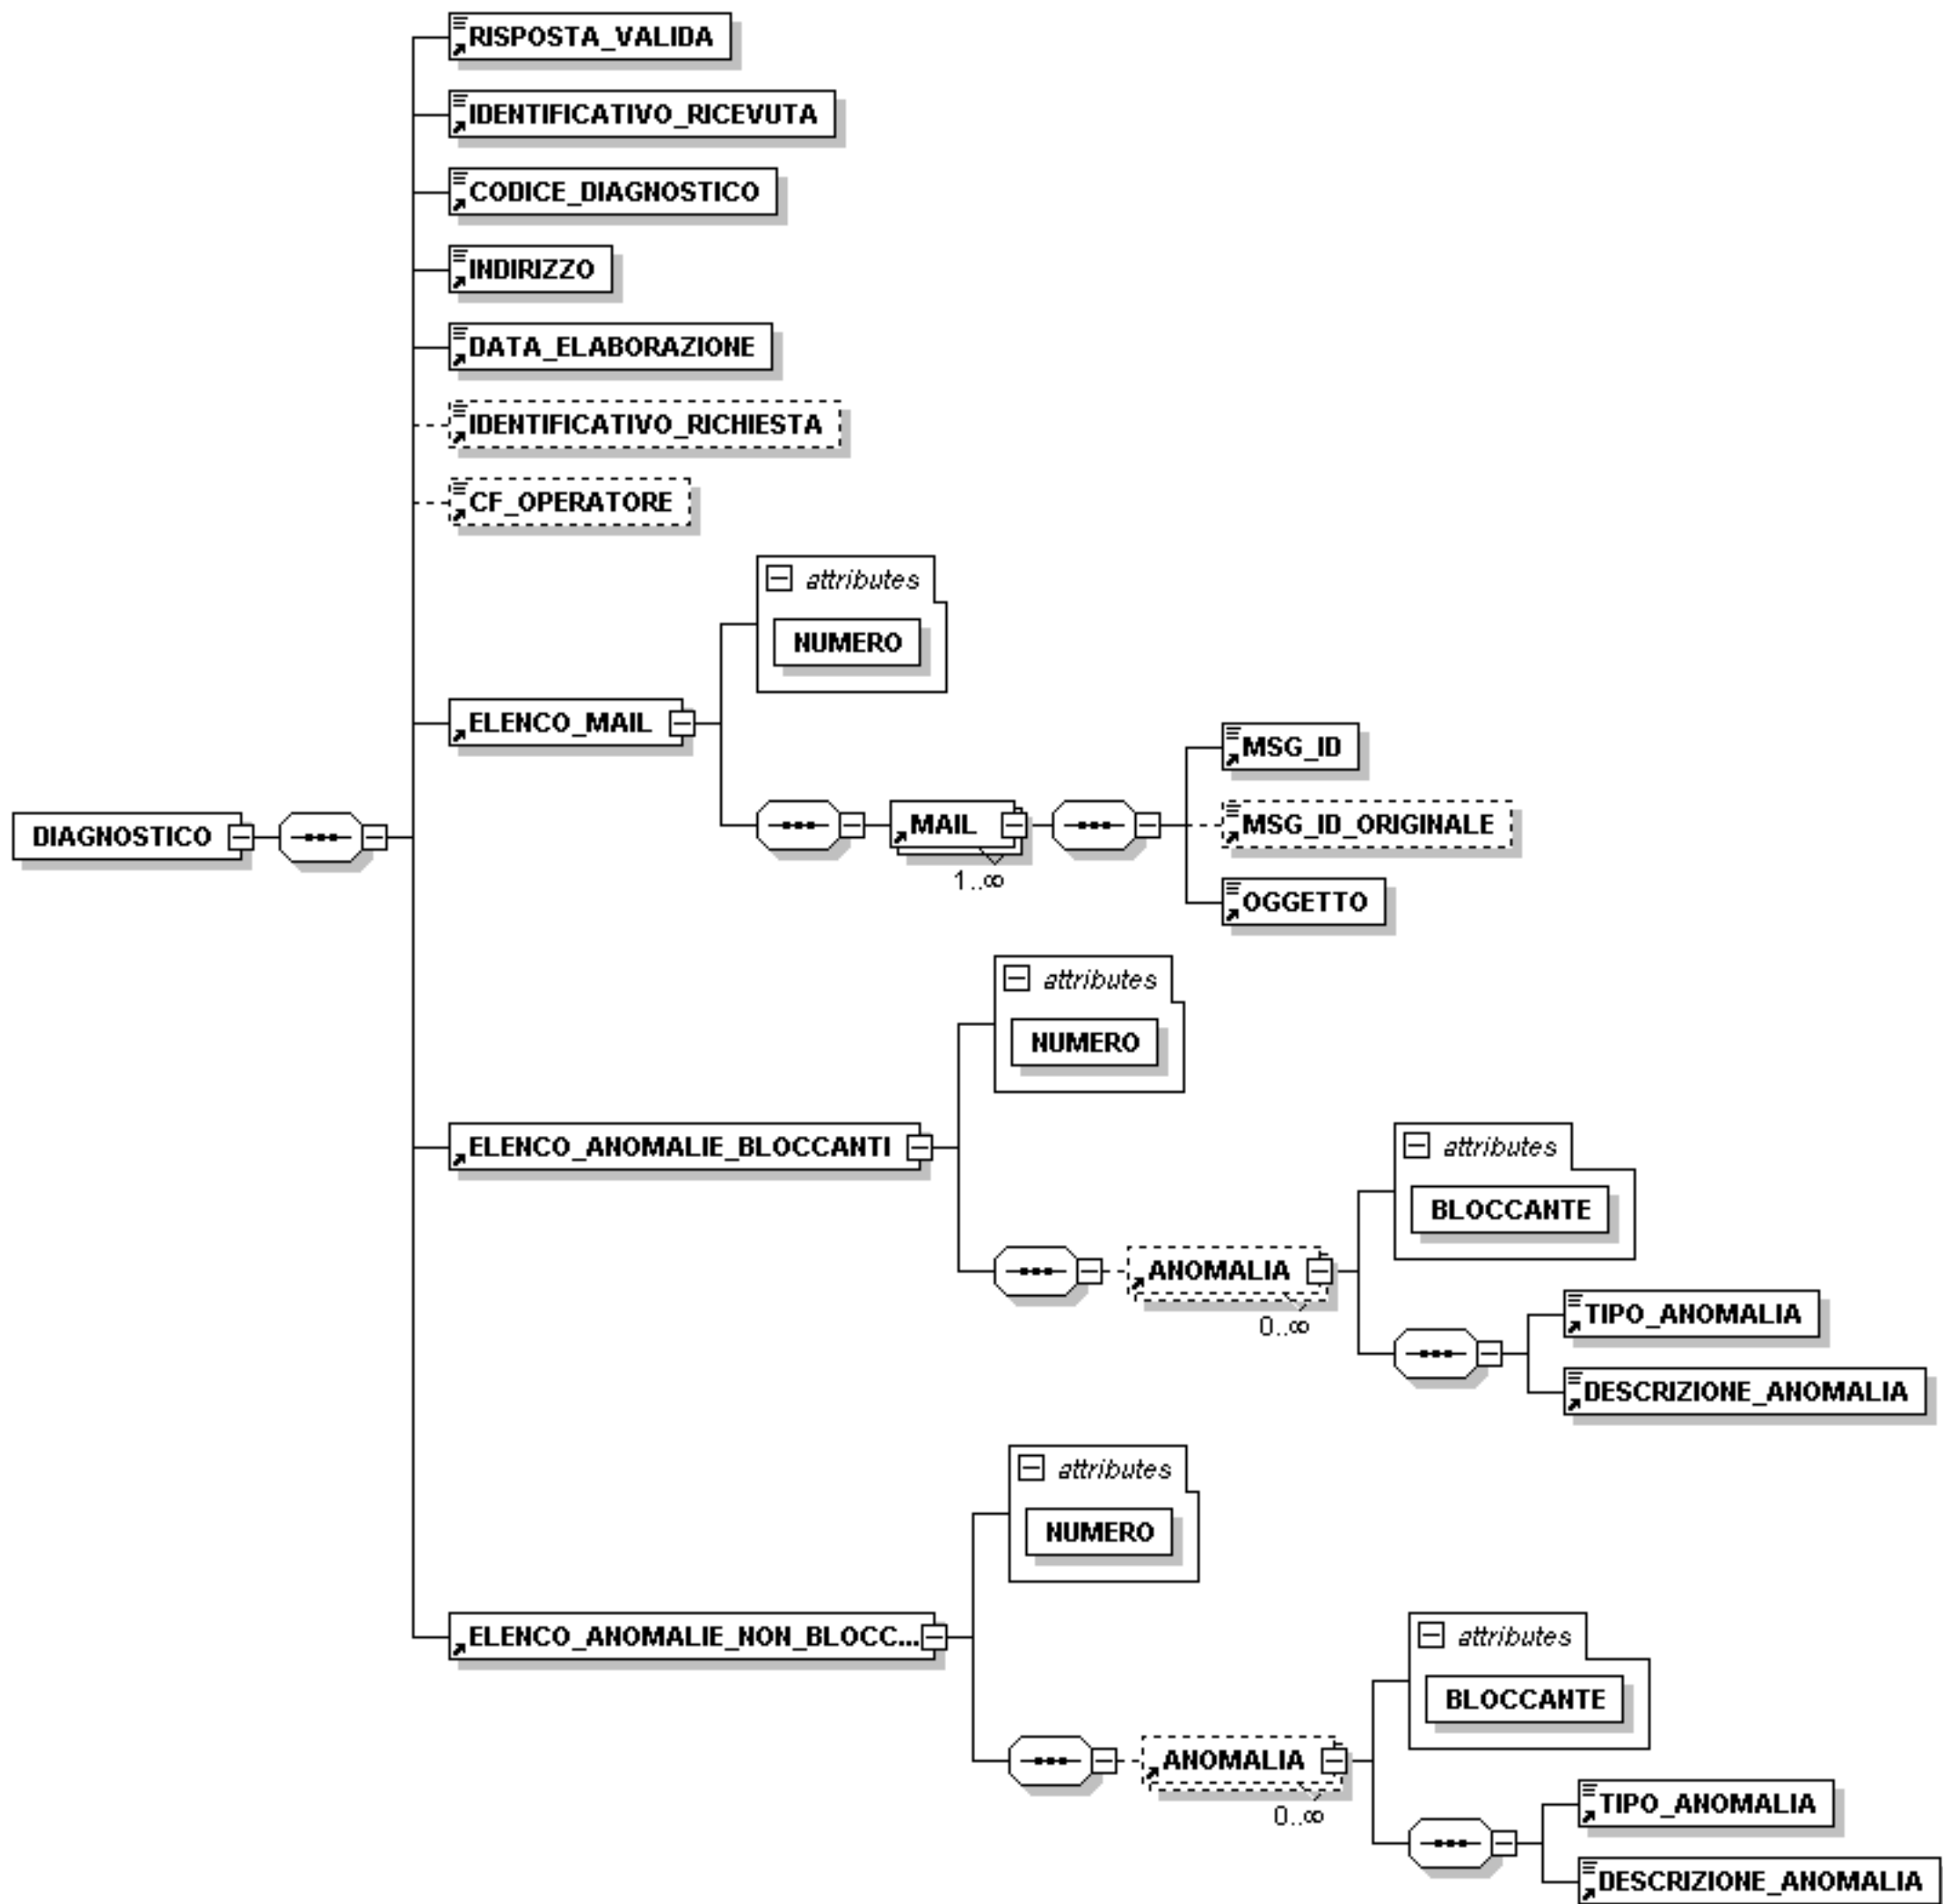 RISPOSTA_VALIDA
IDENTIFICATIVO_RICEVUTA
CODICE_DIAGNOSTICO
INDIRIZZO
DATA_ELABORAZIONE
IDENTIFICATIVO_RICHIESTA
CF_OPERATORE
attributes
NUMERO
ELENCO_MAIL
MSG_ID
MAIL
MSG_ID_ORIGINALE
DIAGNOSTICO
1..∞
OGGETTO
attributes
NUMERO
ELENCO_ANOMALIE_BLOCCANTI
attributes
BLOCCANTE
ANOMALIA
0..∞
TIPO_ANOMALIA
DESCRIZIONE_ANOMALIA
attributes
NUMERO
ELENCO_ANOMALIE_NON_BLOCC...
attributes
BLOCCANTE
ANOMALIA
0..∞
TIPO_ANOMALIA
DESCRIZIONE_ANOMALIA